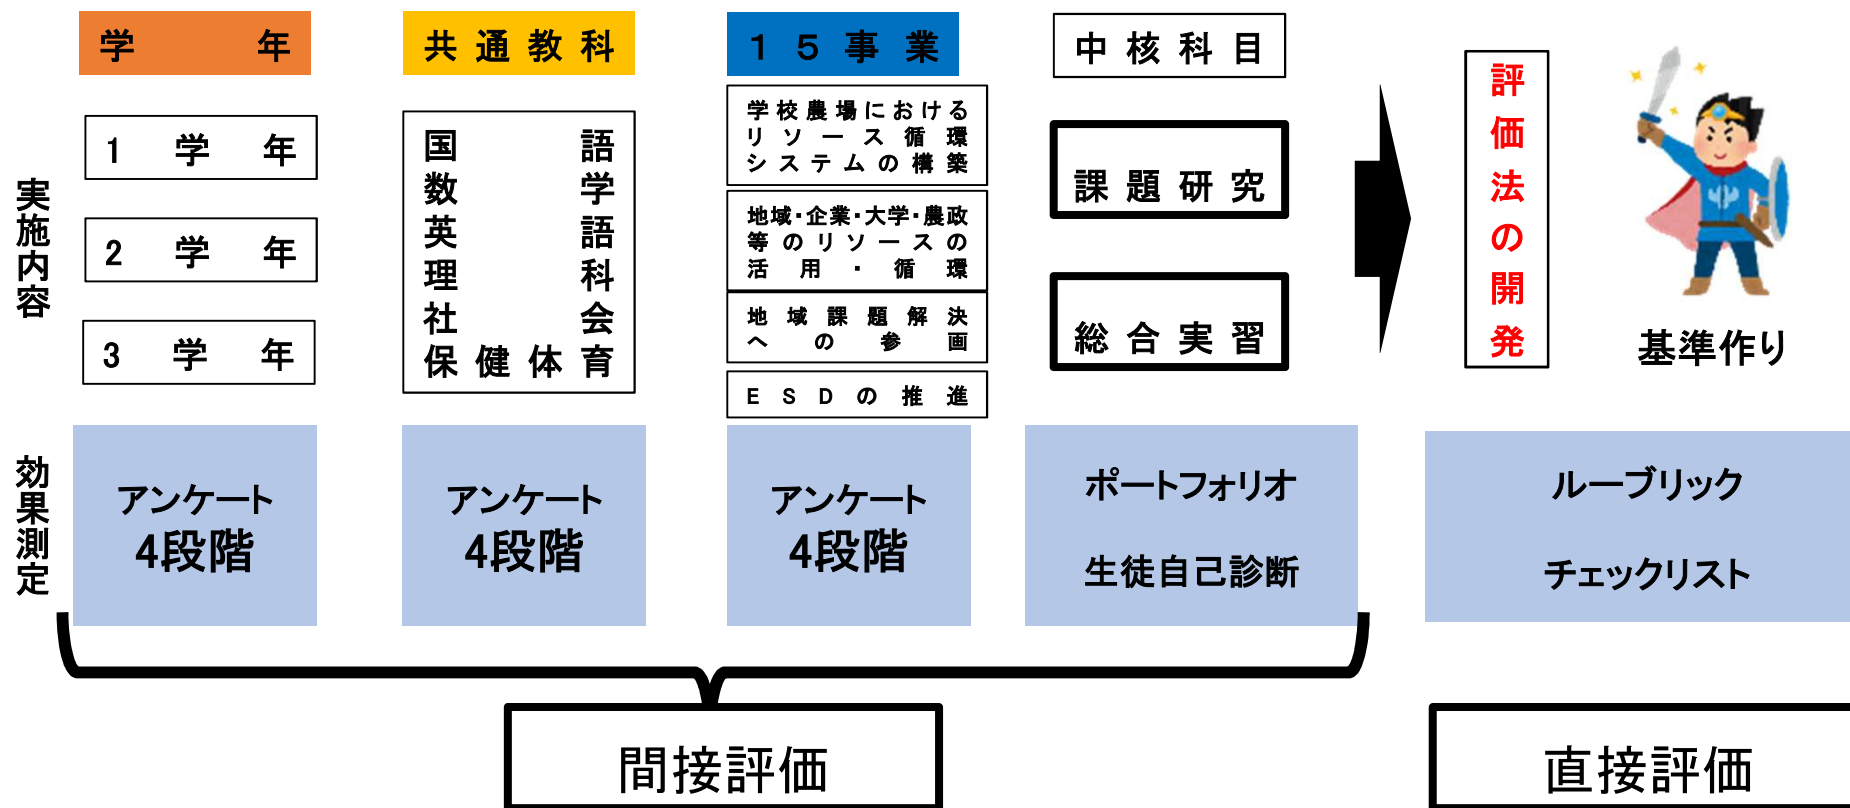 学年
共通教科
１５事業
中核科目
実施内容
1学年
2学年
3学年
国語
数学
英語
理科
社会
保健体育
学校農場における
リソース循環
システムの構築
地域・企業・大学・農政
等のリソースの
活用・循環
地域課題解決
への参画
ＥＳＤの推進
課題研究
総合実習
評価法の開発
基準作り
効果測定
アンケート
4段階
アンケート
4段階
アンケート
4段階
ポートフォリオ
生徒自己診断
ルーブリック
チェックリスト
間接評価
直接評価